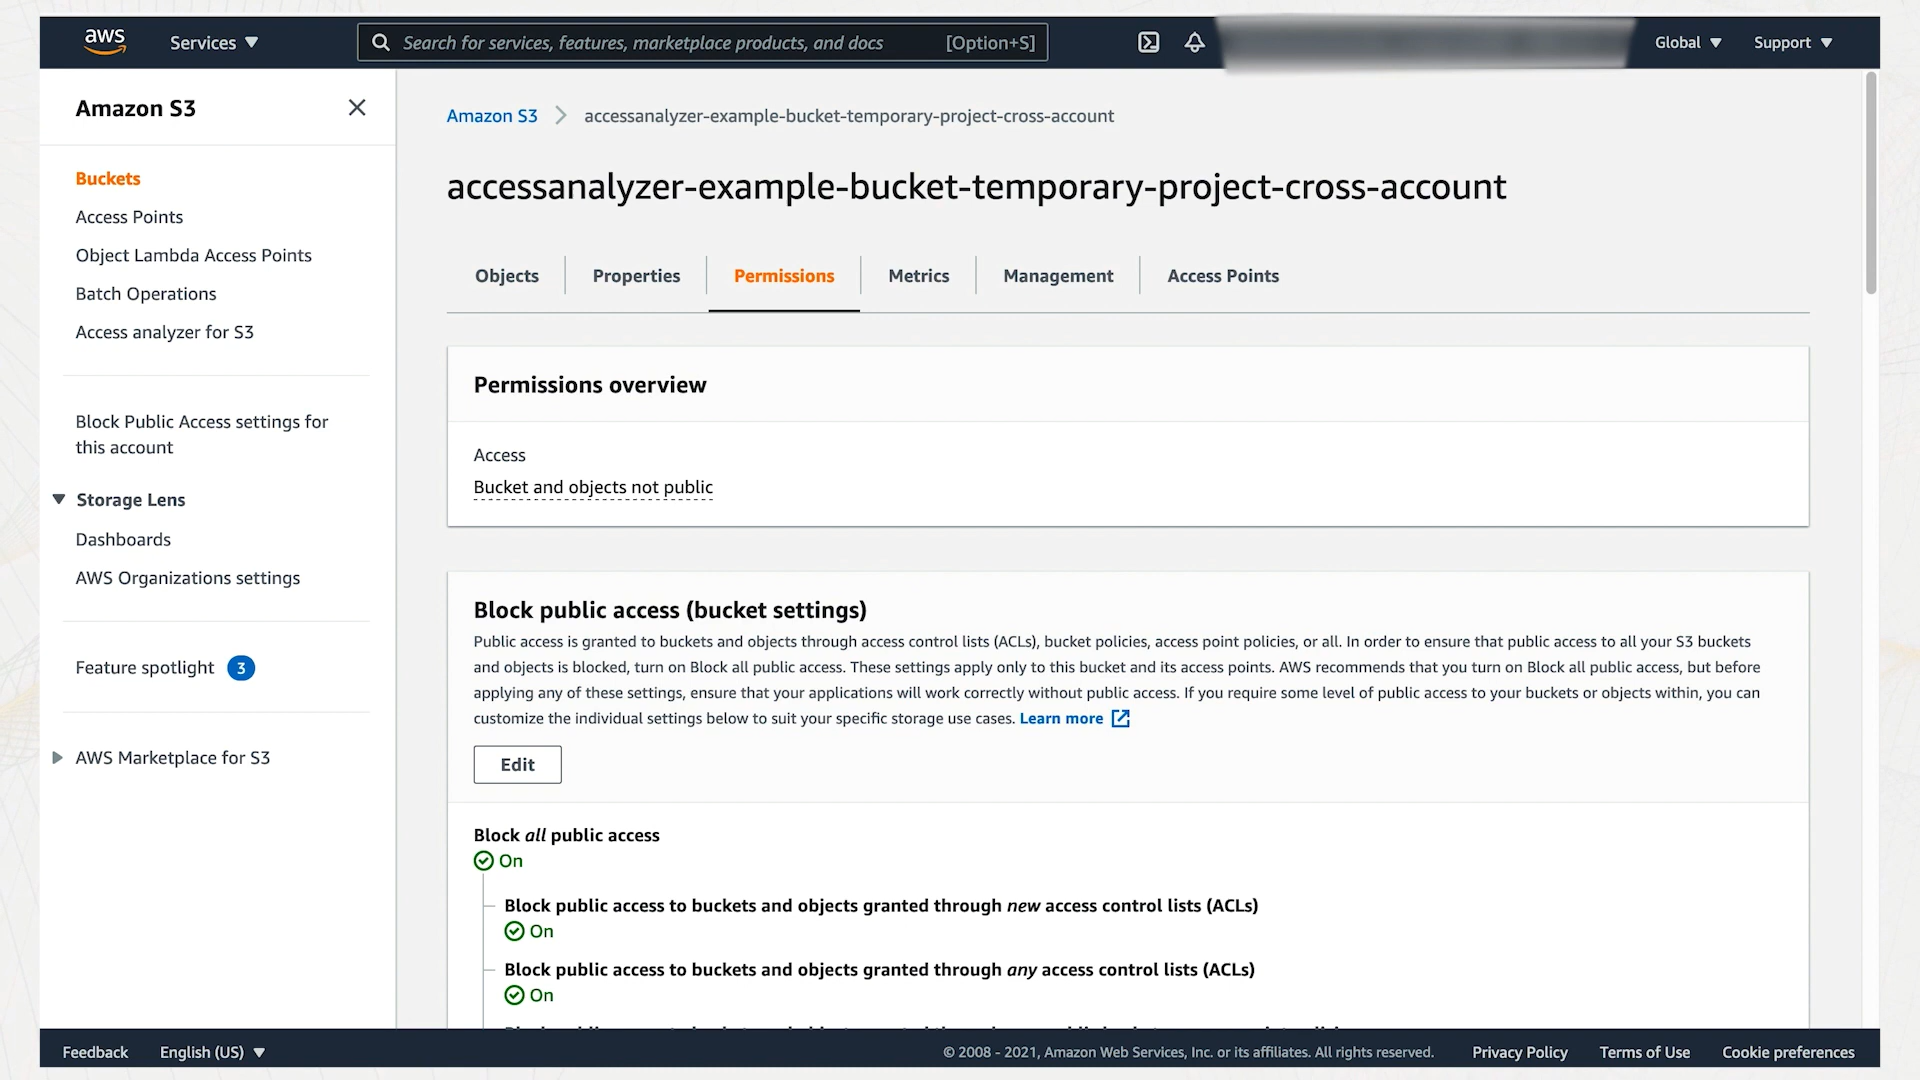 aws
Services
Search for services, features, marketplace products, and docs
[Option+S]
Global
Support
Amazon S3
Buckets
Access Points
Object Lambda Access Points
Batch Operations
Access analyzer for S3
Block Public Access settings for
this account
Storage Lens
Dashboards
AWS Organizations settings
Feature spotlight 3
AWS Marketplace for S3
Amazon S3 > accessanalyzer-example-bucket-temporary-project-cross-account
accessanalyzer-example-bucket-temporary-project-cross-account
Objects
Properties
Permissions
Metrics
Management
Access Points
Permissions overview
Access
Bucket and objects not public
Block public access (bucket settings)
Public access is granted to buckets and objects through access control lists (ACLs), bucket policies, access point policies, or all. In order to ensure that public access to all your S3 buckets
and objects is blocked, turn on Block all public access. These settings apply only to this bucket and its access points. AWS recommends that you turn on Block all public access, but before
applying any of these settings, ensure that your applications will work correctly without public access. If you require some level of public access to your buckets or objects within, you can
customize the individual settings below to suit your specific storage use cases. Learn more
Edit
Block all public access
On
Block public access to buckets and objects granted through new access control lists (ACLs)
On
Block public access to buckets and objects granted through any access control lists (ACLs)
On
Feedback
English (US)
© 2008 - 2021, Amazon Web Services, Inc. or its affiliates. All rights reserved.
Privacy Policy
Terms of Use
Cookie preferences